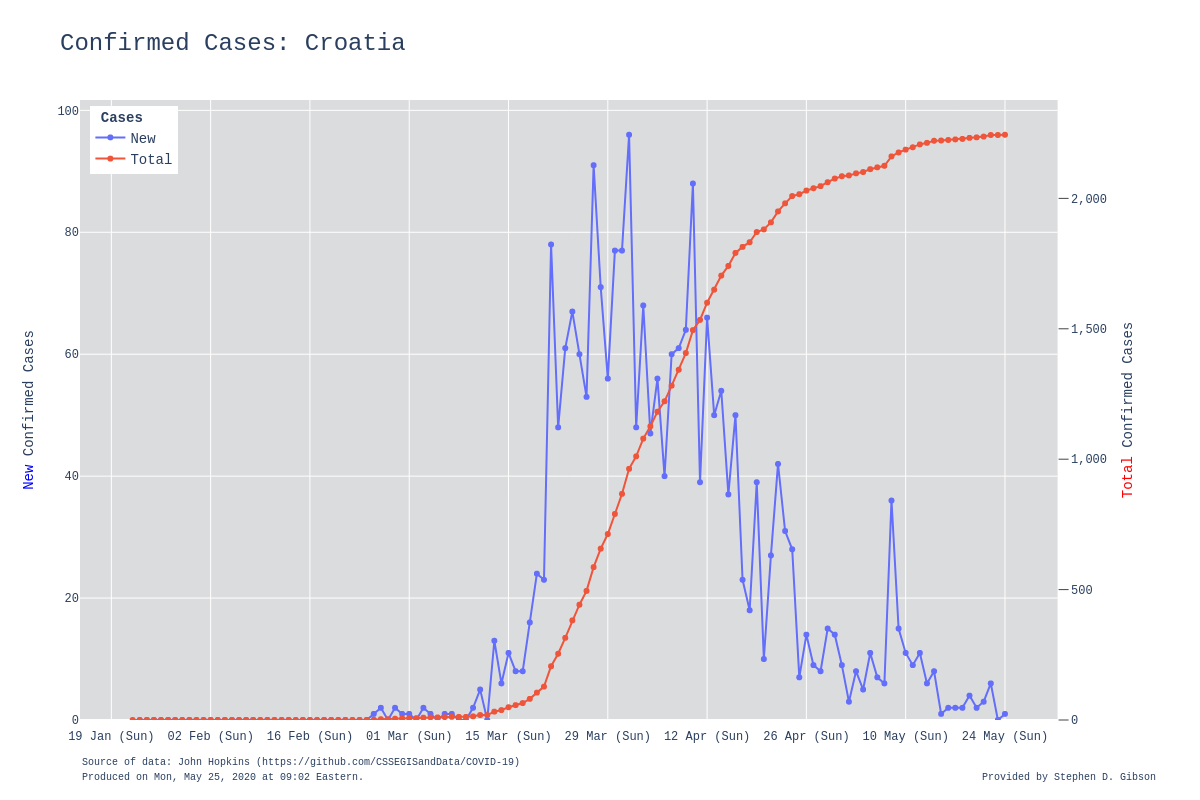 Confirmed Cases: Croatia
Cases
New
Total
100
80
60
40
20
0
2,000
1,500
1,000
500
0
New Confirmed Cases
Total Confirmed Cases
19 Jan (Sun) 02 Feb (Sun) 16 Feb (Sun) 01 Mar (Sun) 15 Mar (Sun) 29 Mar (Sun) 12 Apr (Sun) 26 Apr (Sun) 10 May (Sun) 24 May (Sun)
Source of data: John Hopkins (https://github.com/CSSEGISandData/COVID-19)
Produced on Mon, May 25, 2020 at 09:02 Eastern.
Provided by Stephen D. Gibson